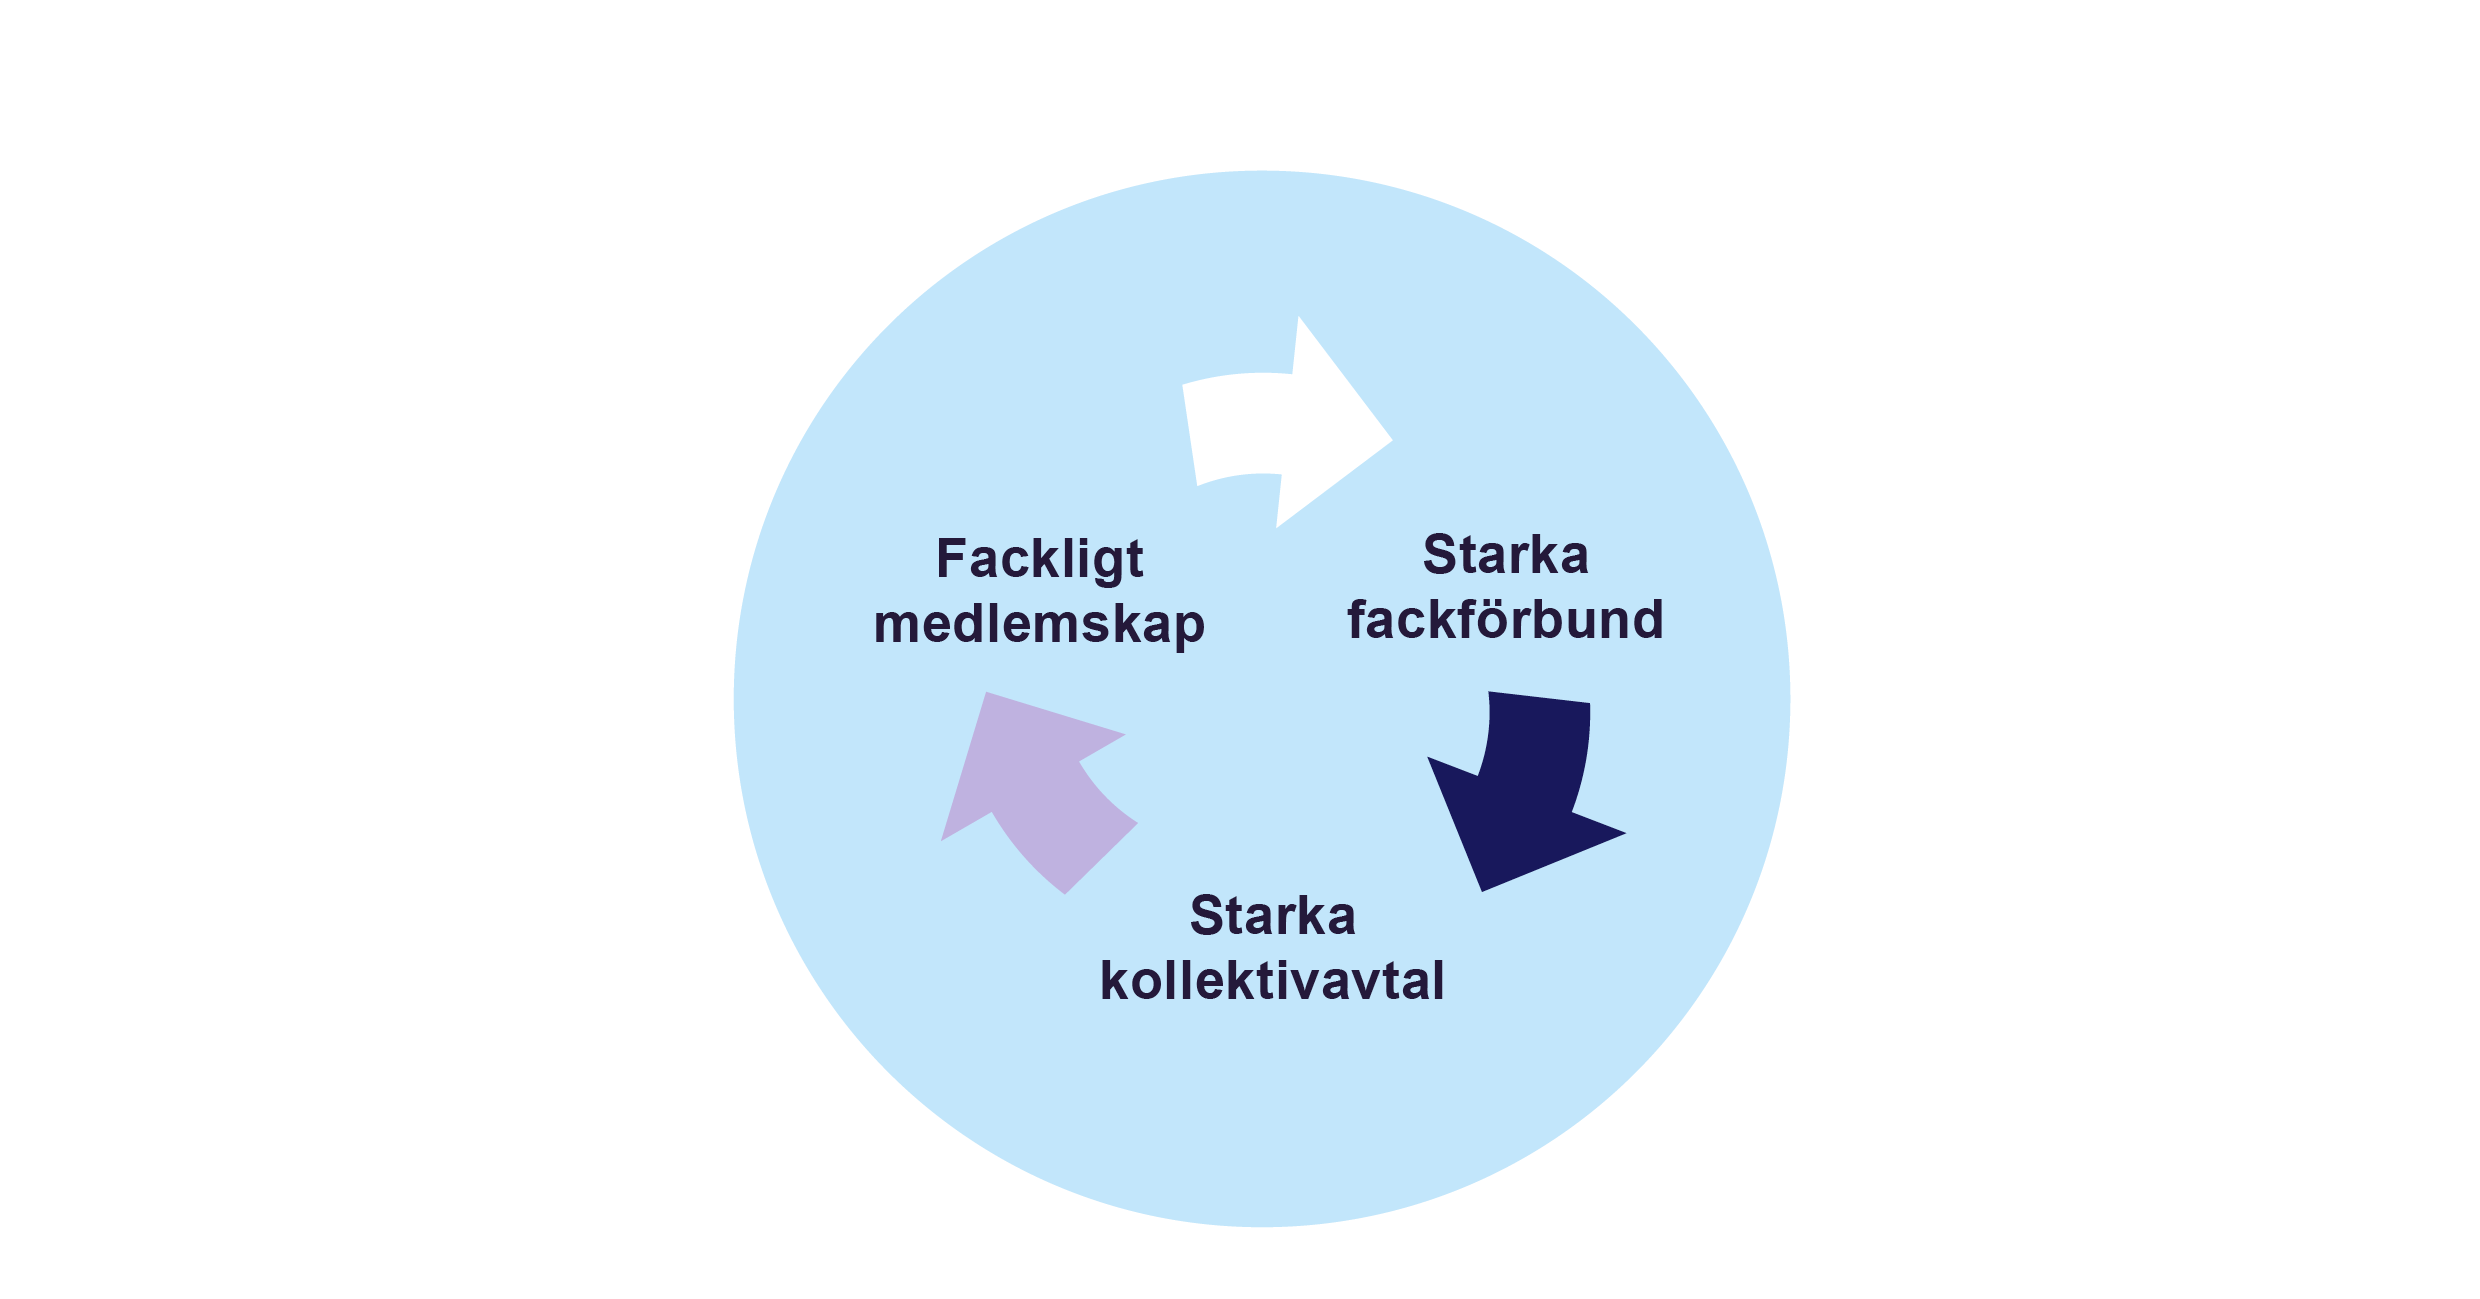 Fackligt
medlemskap
Starka
fackförbund
Starka
kollektivavtal